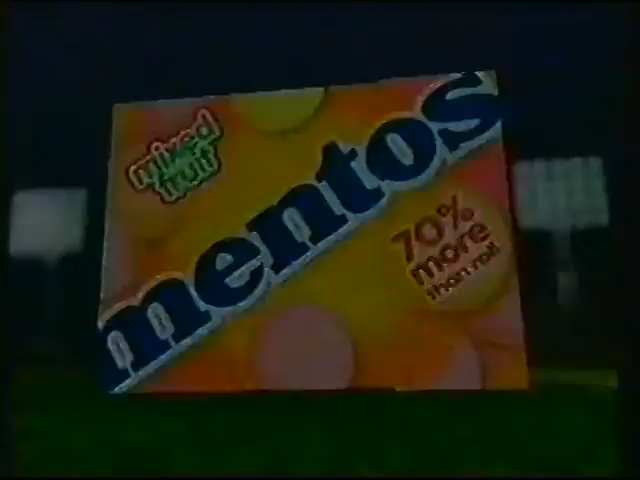 mixed
fruit
mentos
70%
more
than roll